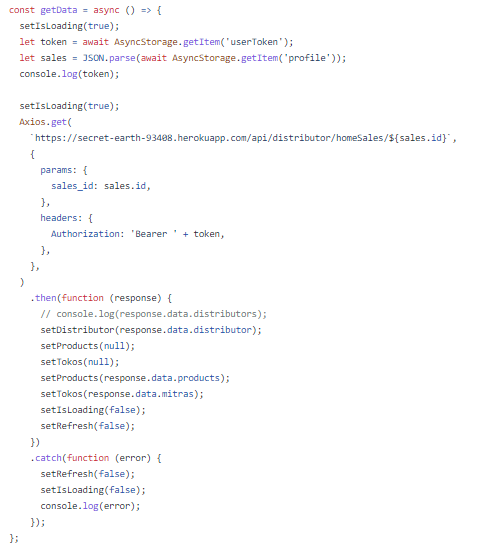 const getData = async () => {
  setIsLoading(true);
  let token = await AsyncStorage.getItem('userToken');
  let sales = JSON.parse(await AsyncStorage.getItem('profile'));
  console.log(token);

  setIsLoading(true);
  Axios.get(
    `https://secret-earth-93408.herokuapp.com/api/distributor/homeSales/${sales.id}`,
    {
      params: {
        sales_id: sales.id,
      },
      headers: {
        Authorization: 'Bearer ' + token,
      },
    },
  )
    .then(function (response) {
      // console.log(response.data.distributors);
      setDistributor(response.data.distributor);
      setProducts(null);
      setTokos(null);
      setProducts(response.data.products);
      setTokos(response.data.mitras);
      setIsLoading(false);
      setRefresh(false);
    })
    .catch(function (error) {
      setRefresh(false);
      setIsLoading(false);
      console.log(error);
    });
};